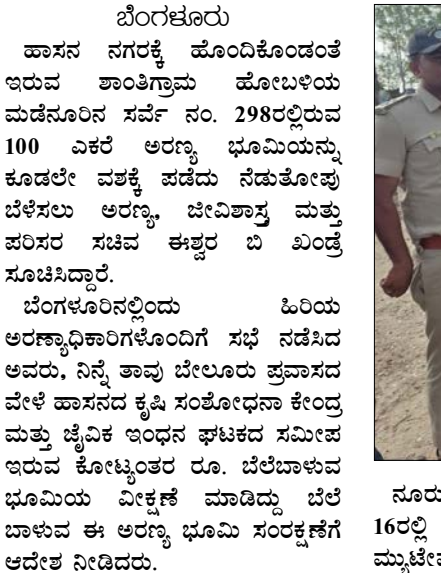 ಬೆಂಗಳೂರು
ಹಾಸನ ನಗರಕ್ಕೆ ಹೊಂದಿಕೊಂಡಂತೆ
ಇರುವ ಶಾಂತಿಗ್ರಾಮ ಹೋಬಳಿಯ
ಮಡೆನೂರಿನ ಸರ್ವೆ ನಂ. 298ರಲ್ಲಿರುವ
100 ಎಕರೆ ಅರಣ್ಯ ಭೂಮಿಯನ್ನು
ಕೂಡಲೇ ವಶಕ್ಕೆ ಪಡೆದು ನೆಡುತೋಪು
ಬೆಳೆಸಲು ಅರಣ್ಯ, ಜೀವಿಶಾಸ್ತ್ರ ಮತ್ತು
ಪರಿಸರ ಸಚಿವ ಈಶ್ವರ ಬಿ ಖಂಡ್ರೆ
ಸೂಚಿಸಿದ್ದಾರೆ.
ಬೆಂಗಳೂರಿನಲ್ಲಿಂದು ಹಿರಿಯ
ಅರಣ್ಯಾಧಿಕಾರಿಗಳೊಂದಿಗೆ ಸಭೆ ನಡೆಸಿದ
ಅವರು, ನಿನ್ನೆ ತಾವು ಬೇಲೂರು ಪ್ರವಾಸದ
ವೇಳೆ ಹಾಸನದ ಕೃಷಿ ಸಂಶೋಧನಾ ಕೇಂದ್ರ
ಮತ್ತು ಜೈವಿಕ ಇಂಧನ ಘಟಕದ ಸಮೀಪ
ಇರುವ ಕೋಟ್ಯಂತರ ರೂ. ಬೆಲೆಬಾಳುವ
ಭೂಮಿಯ ವೀಕ್ಷಣೆ ಮಾಡಿದ್ದು ಬೆಲೆ
ಬಾಳುವ ಈ ಅರಣ್ಯ ಭೂಮಿ ಸಂರಕ್ಷಣೆಗೆ
ಆದೇಶ ನೀಡಿದರು.
ನೂರು
16ರಲ್ಲಿ